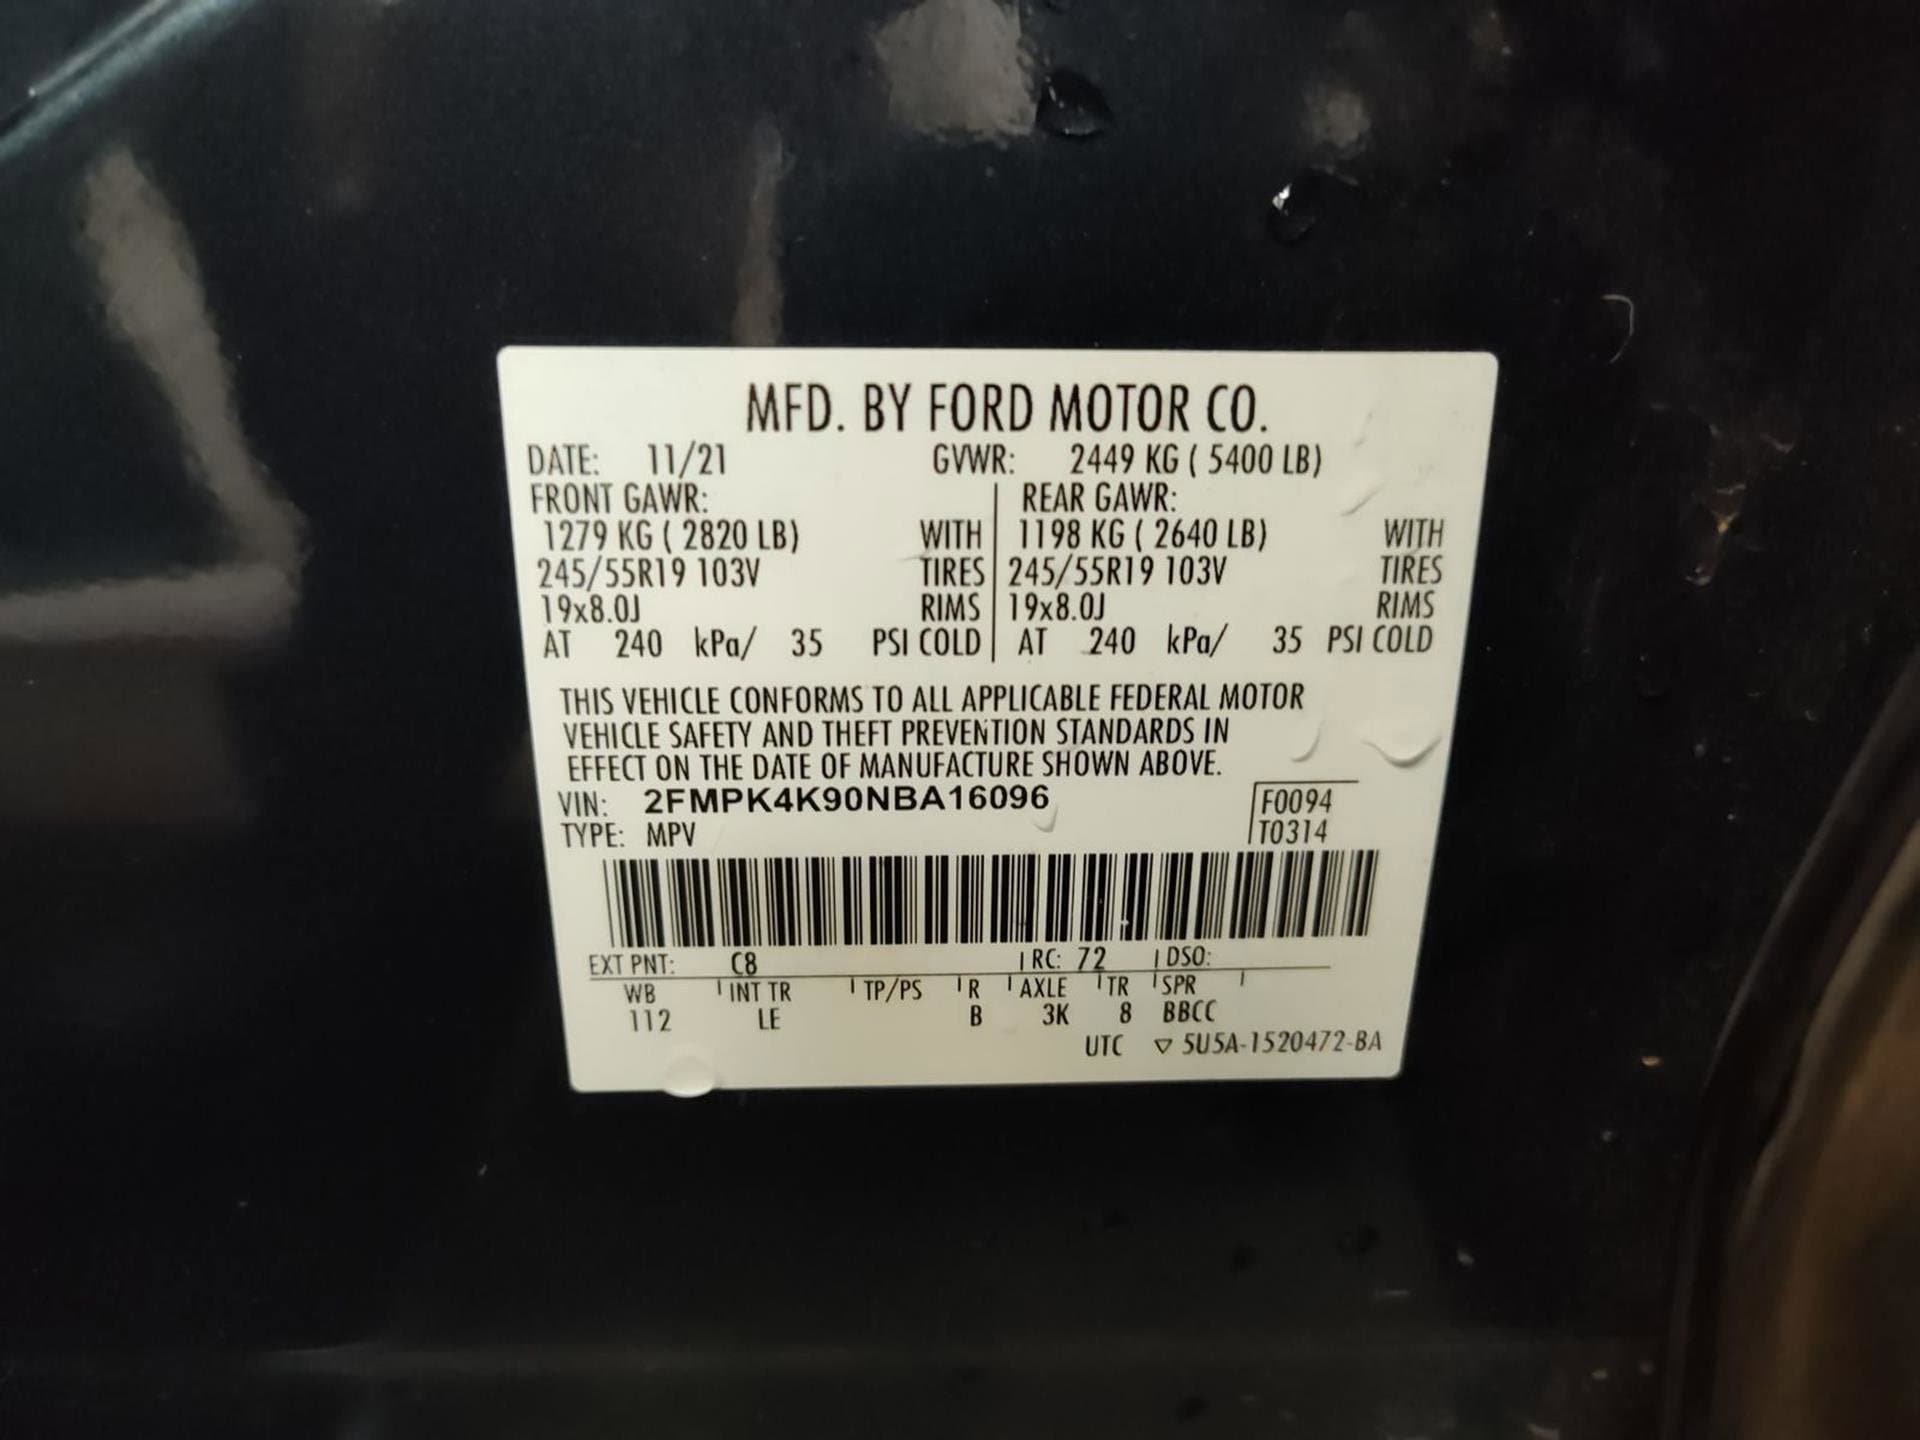 MFD. BY FORD MOTOR CO.
DATE: 11/21 GVWR: 2449 KG ( 5400 LB)
FRONT GAWR: REAR GAWR:
1279 KG ( 2820 LB) WITH 1198 KG ( 2640 LB) WITH
245/55R19 103V TIRES 245/55R19 103V TIRES
19x8.0J RIMS 19x8.0J RIMS
AT 240 kPa/ 35 PSI COLD AT 240 kPa/ 35 PSI COLD
THIS VEHICLE CONFORMS TO ALL APPLICABLE FEDERAL MOTOR
VEHICLE SAFETY AND THEFT PREVENTION STANDARDS IN
EFFECT ON THE DATE OF MANUFACTURE SHOWN ABOVE.
VIN: 2FMPK4K90NBA16096 F0094
TYPE: MPV T0314
EXT PNT: C8 RC: 72 DSO:
WB INT TR TP/PS R AXLE TR SPR
112 LE B 3K 8 BBCC
UTC ▽ 5U5A-1520472-BA